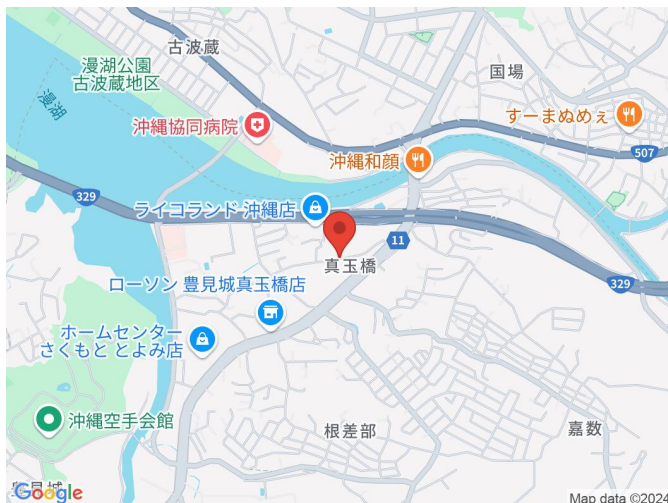 古波蔵
漫湖公園
古波蔵地区
漫湖
国場
すーまぬめぇ
沖縄協同病院
沖縄和顔
507
329
ライコランド 沖縄店
11
真玉橋
329
ローソン 豊見城真玉橋店
ホームセンター
さくもと とよみ店
沖縄空手会館
根差部
嘉数
豊見城
Google
Map data ©2024